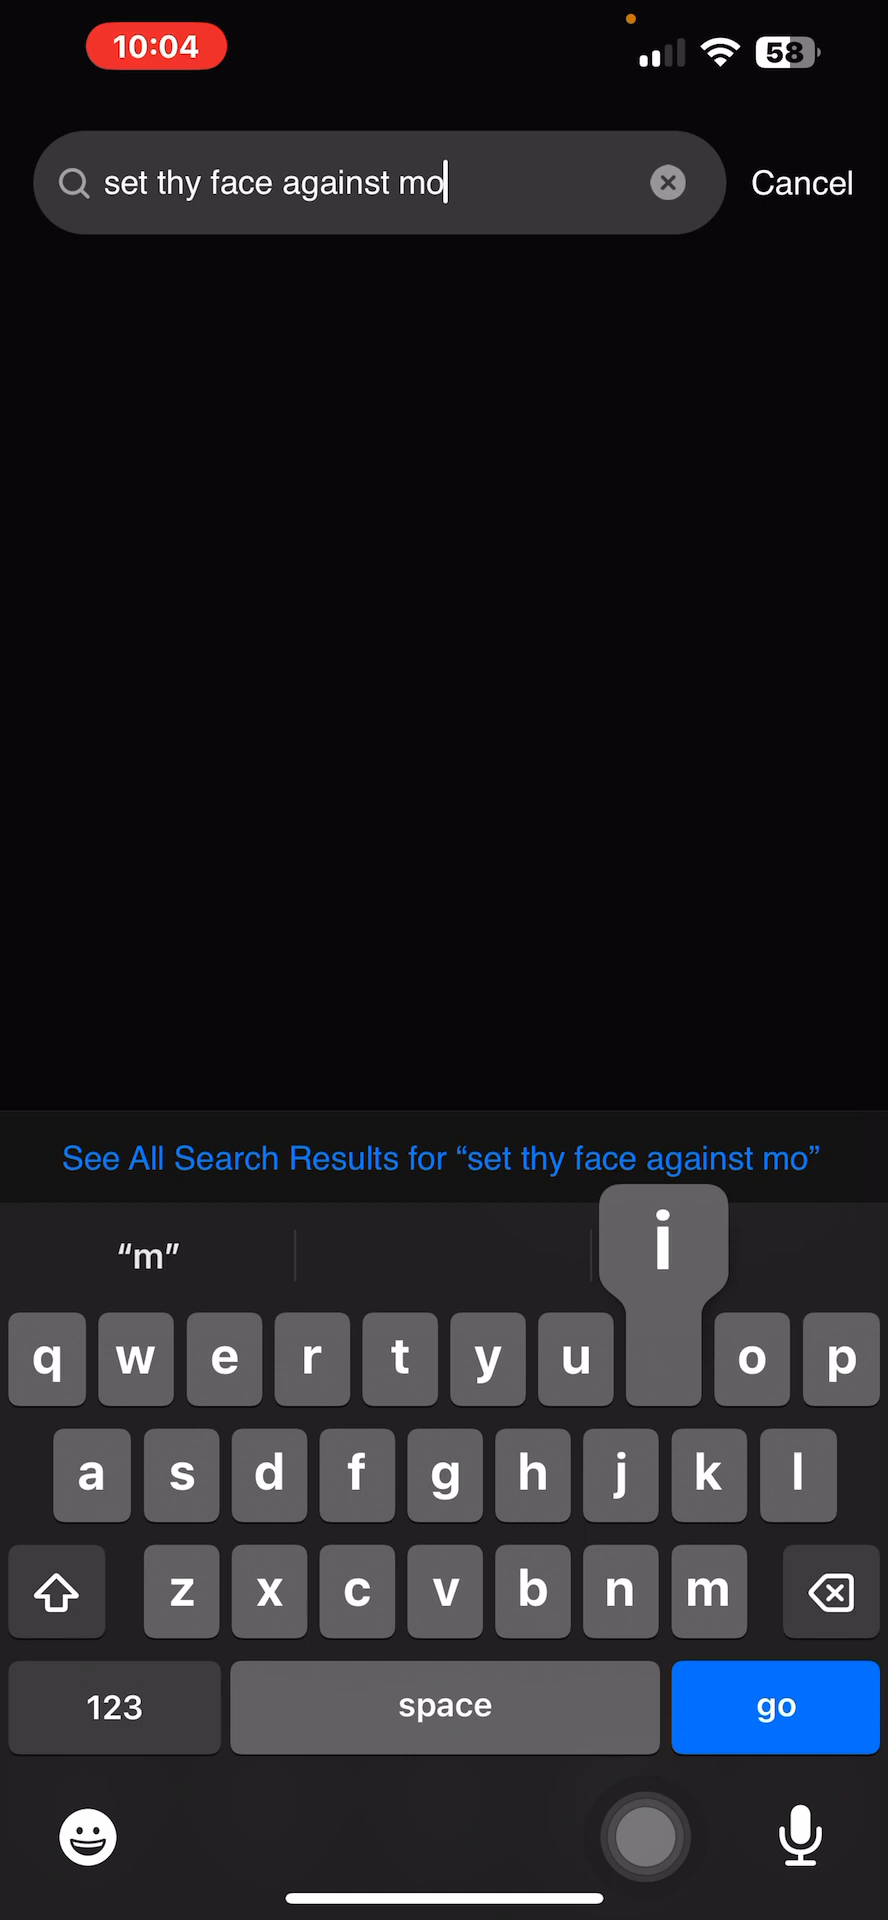 10:04
58
set thy face against mo
Cancel
See All Search Results for “set thy face against mo”
“m”
i
q w e r t y u o p
a s d f g h j k l
z x c v b n m
123 space go